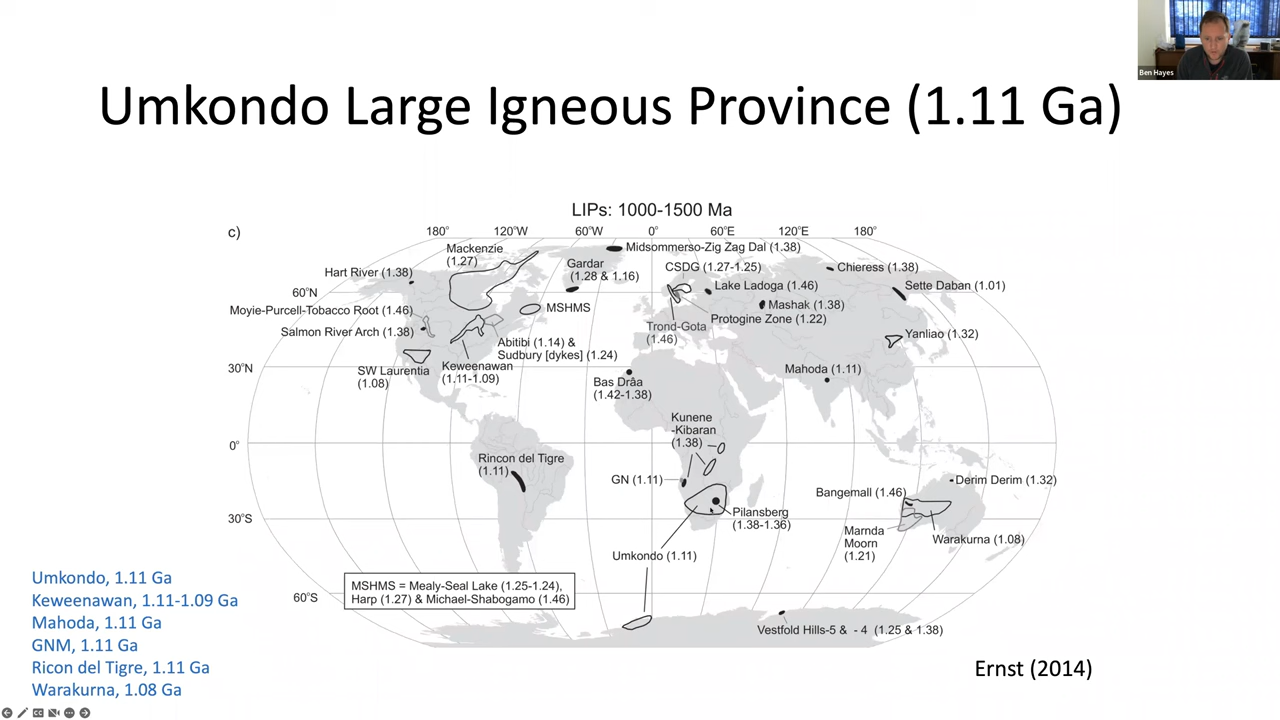 Ben Hayes
Umkondo Large Igneous Province (1.11 Ga)
LIPs: 1000-1500 Ma
c)
180°
120°W
60°W
0°
60°E
120°E
180°
Mackenzie
(1.27)
Midsommerso-Zig Zag Dal (1.38)
Hart River (1.38)
Gardar
(1.28 & 1.16)
CSDG (1.27-1.25)
Chieress (1.38)
60°N
Lake Ladoga (1.46)
Sette Daban (1.01)
Moyie-Purcell-Tobacco Root (1.46)
MSHMS
Mashak (1.38)
Protogine Zone (1.22)
Salmon River Arch (1.38)
Trond-Gota
(1.46)
Yanliao (1.32)
Abitibi (1.14) &
Sudbury [dykes] (1.24)
30°N
SW Laurentia
(1.08)
Keweenawan
(1.11-1.09)
Mahoda (1.11)
Bas Drâa
(1.42-1.38)
Kunene
-Kibaran
(1.38)
0°
Rincon del Tigre
(1.11)
GN (1.11)
Derim Derim (1.32)
Bangemall (1.46)
30°S
Pilansberg
(1.38-1.36)
Marnda
Moorn
(1.21)
Warakurna (1.08)
Umkondo (1.11)
MSHMS = Mealy-Seal Lake (1.25-1.24),
Harp (1.27) & Michael-Shabogamo (1.46)
60°S
Vestfold Hills-5 & - 4 (1.25 & 1.38)
Umkondo, 1.11 Ga
Keweenawan, 1.11-1.09 Ga
Mahoda, 1.11 Ga
GNM, 1.11 Ga
Ricon del Tigre, 1.11 Ga
Warakurna, 1.08 Ga
Ernst (2014)